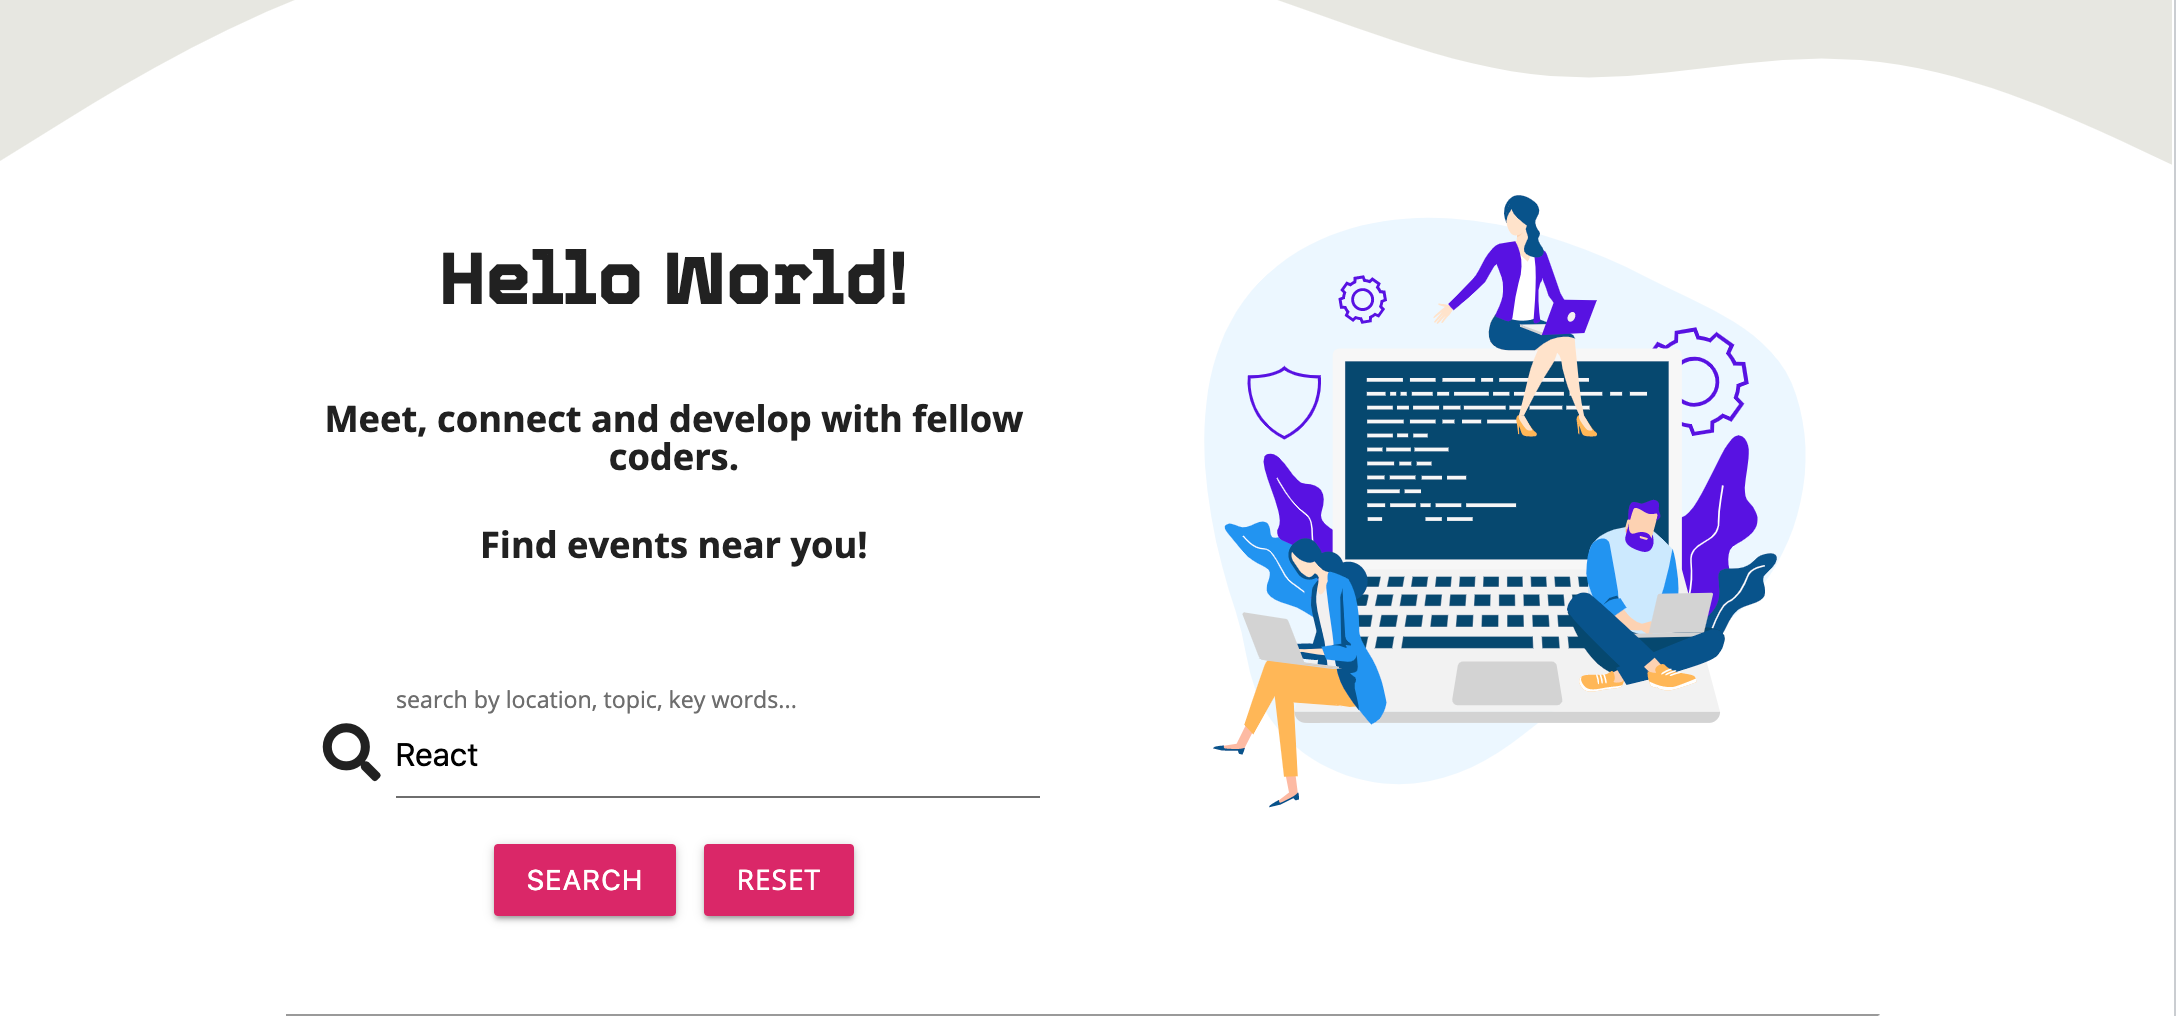 Hello World!
Meet, connect and develop with fellow
coders.
Find events near you!
search by location, topic, key words...
React
SEARCH
RESET